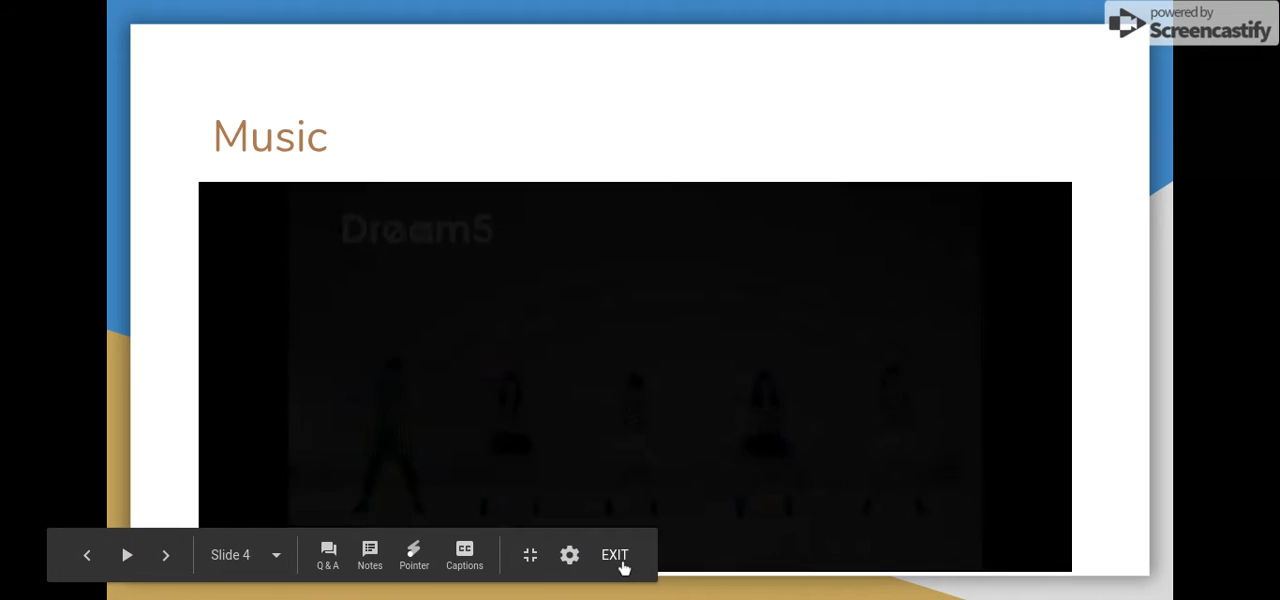 powered by
Screencastify
Music
Dream5
Slide 4
Q & A
Notes
Pointer
CC
Captions
EXIT